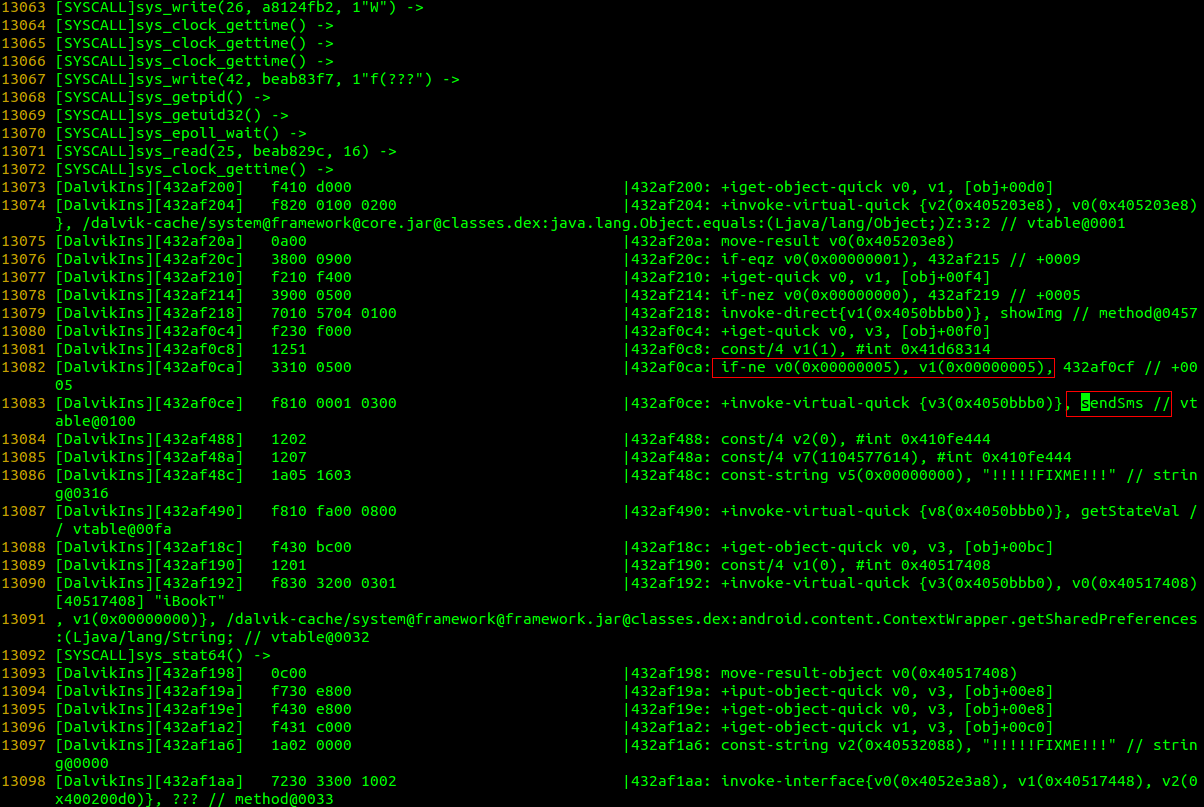 13063 [SYSCALL]sys_write(26, a8124fb2, 1"W") ->
13064 [SYSCALL]sys_clock_gettime() ->
13065 [SYSCALL]sys_clock_gettime() ->
13066 [SYSCALL]sys_clock_gettime() ->
13067 [SYSCALL]sys_write(42, beab83f7, 1"f(???") ->
13068 [SYSCALL]sys_getpid() ->
13069 [SYSCALL]sys_getuid32() ->
13070 [SYSCALL]sys_epoll_wait() ->
13071 [SYSCALL]sys_read(25, beab829c, 16) ->
13072 [SYSCALL]sys_clock_gettime() ->
13073 [DalvikIns][432af200] f410 d000 |432af200: +iget-object-quick v0, v1, [obj+00d0]
13074 [DalvikIns][432af204] f820 0100 0200 |432af204: +invoke-virtual-quick {v2(0x405203e8), v0(0x405203e8)
}, /dalvik-cache/system@framework@core.jar@classes.dex:java.lang.Object.equals:(Ljava/lang/Object;)Z:3:2 // vtable@0001
13075 [DalvikIns][432af20a] 0a00 |432af20a: move-result v0(0x405203e8)
13076 [DalvikIns][432af20c] 3800 0900 |432af20c: if-eqz v0(0x00000001), 432af215 // +0009
13077 [DalvikIns][432af210] f210 f400 |432af210: +iget-quick v0, v1, [obj+00f4]
13078 [DalvikIns][432af214] 3900 0500 |432af214: if-nez v0(0x00000000), 432af219 // +0005
13079 [DalvikIns][432af218] 7010 5704 0100 |432af218: invoke-direct{v1(0x4050bbb0)}, showImg // method@0457
13080 [DalvikIns][432af0c4] f230 f000 |432af0c4: +iget-quick v0, v3, [obj+00f0]
13081 [DalvikIns][432af0c8] 1251 |432af0c8: const/4 v1(1), #int 0x41d68314
13082 [DalvikIns][432af0ca] 3310 0500 |432af0ca: if-ne v0(0x00000005), v1(0x00000005), 432af0cf // +00
05
13083 [DalvikIns][432af0ce] f810 0001 0300 |432af0ce: +invoke-virtual-quick {v3(0x4050bbb0)}, sendSms // vt
able@0100
13084 [DalvikIns][432af488] 1202 |432af488: const/4 v2(0), #int 0x410fe444
13085 [DalvikIns][432af48a] 1207 |432af48a: const/4 v7(1104577614), #int 0x410fe444
13086 [DalvikIns][432af48c] 1a05 1603 |432af48c: const-string v5(0x00000000), "!!!!!FIXME!!!" // strin
g@0316
13087 [DalvikIns][432af490] f810 fa00 0800 |432af490: +invoke-virtual-quick {v8(0x4050bbb0)}, getStateVal /
/ vtable@00fa
13088 [DalvikIns][432af18c] f430 bc00 |432af18c: +iget-object-quick v0, v3, [obj+00bc]
13089 [DalvikIns][432af190] 1201 |432af190: const/4 v1(0), #int 0x40517408
13090 [DalvikIns][432af192] f830 3200 0301 |432af192: +invoke-virtual-quick {v3(0x4050bbb0), v0(0x40517408)
[40517408] "iBookT"
13091 , v1(0x00000000)}, /dalvik-cache/system@framework@framework.jar@classes.dex:android.content.ContextWrapper.getSharedPreferences
:(Ljava/lang/String; // vtable@0032
13092 [SYSCALL]sys_stat64() ->
13093 [DalvikIns][432af198] 0c00 |432af198: move-result-object v0(0x40517408)
13094 [DalvikIns][432af19a] f730 e800 |432af19a: +iput-object-quick v0, v3, [obj+00e8]
13095 [DalvikIns][432af19e] f430 e800 |432af19e: +iget-object-quick v0, v3, [obj+00e8]
13096 [DalvikIns][432af1a2] f431 c000 |432af1a2: +iget-object-quick v1, v3, [obj+00c0]
13097 [DalvikIns][432af1a6] 1a02 0000 |432af1a6: const-string v2(0x40532088), "!!!!!FIXME!!!" // strin
g@0000
13098 [DalvikIns][432af1aa] 7230 3300 1002 |432af1aa: invoke-interface{v0(0x4052e3a8), v1(0x40517448), v2(0
x400200d0)}, ??? // method@0033